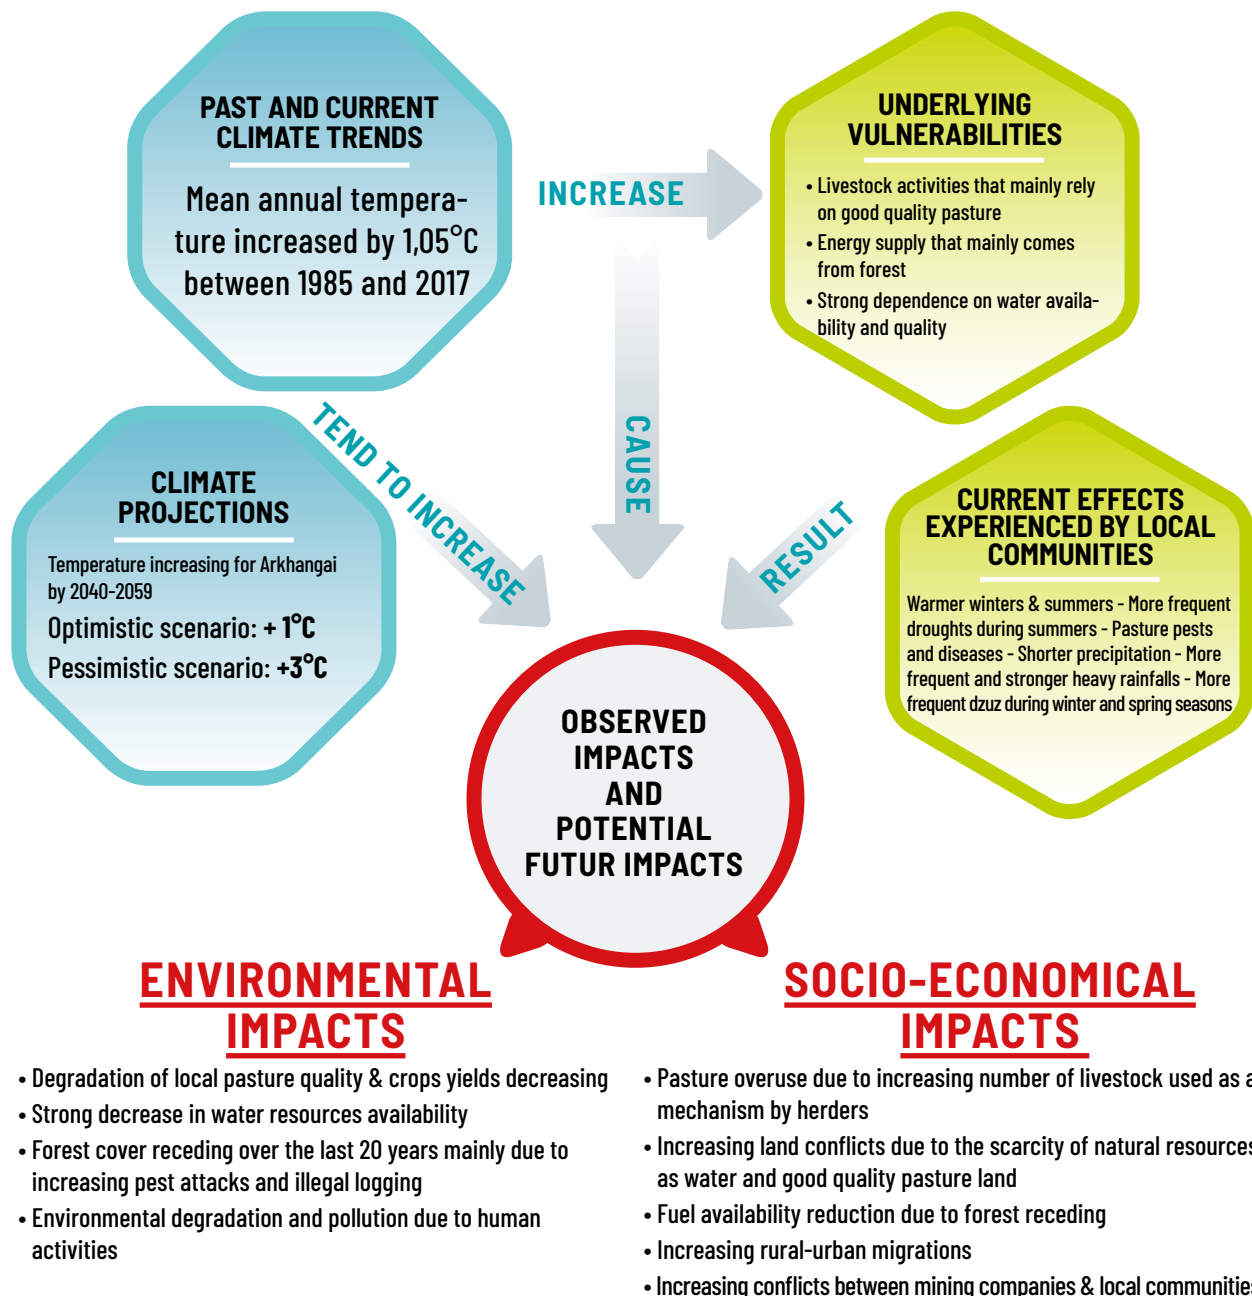 PAST AND CURRENT
CLIMATE TRENDS
Mean annual tempera-
ture increased by 1,05°C
between 1985 and 2017
INCREASE
UNDERLYING
VULNERABILITIES
• Livestock activities that mainly rely
on good quality pasture
• Energy supply that mainly comes
from forest
• Strong dependence on water availa-
bility and quality
TEND TO INCREASE
CAUSE
RESULT
CLIMATE
PROJECTIONS
Temperature increasing for Arkhangai
by 2040-2059
Optimistic scenario: + 1°C
Pessimistic scenario: +3°C
CURRENT EFFECTS
EXPERIENCED BY LOCAL
COMMUNITIES
Warmer winters & summers - More frequent
droughts during summers - Pasture pests
and diseases - Shorter precipitation - More
frequent and stronger heavy rainfalls - More
frequent dzuz during winter and spring seasons
OBSERVED
IMPACTS
AND
POTENTIAL
FUTUR IMPACTS
ENVIRONMENTAL
IMPACTS
• Degradation of local pasture quality & crops yields decreasing
• Strong decrease in water resources availability
• Forest cover receding over the last 20 years mainly due to
increasing pest attacks and illegal logging
• Environmental degradation and pollution due to human
activities
SOCIO-ECONOMICAL
IMPACTS
• Pasture overuse due to increasing number of livestock used as a
mechanism by herders
• Increasing land conflicts due to the scarcity of natural resources
as water and good quality pasture land
• Fuel availability reduction due to forest receding
• Increasing rural-urban migrations
• Increasing conflicts between mining companies & local communities